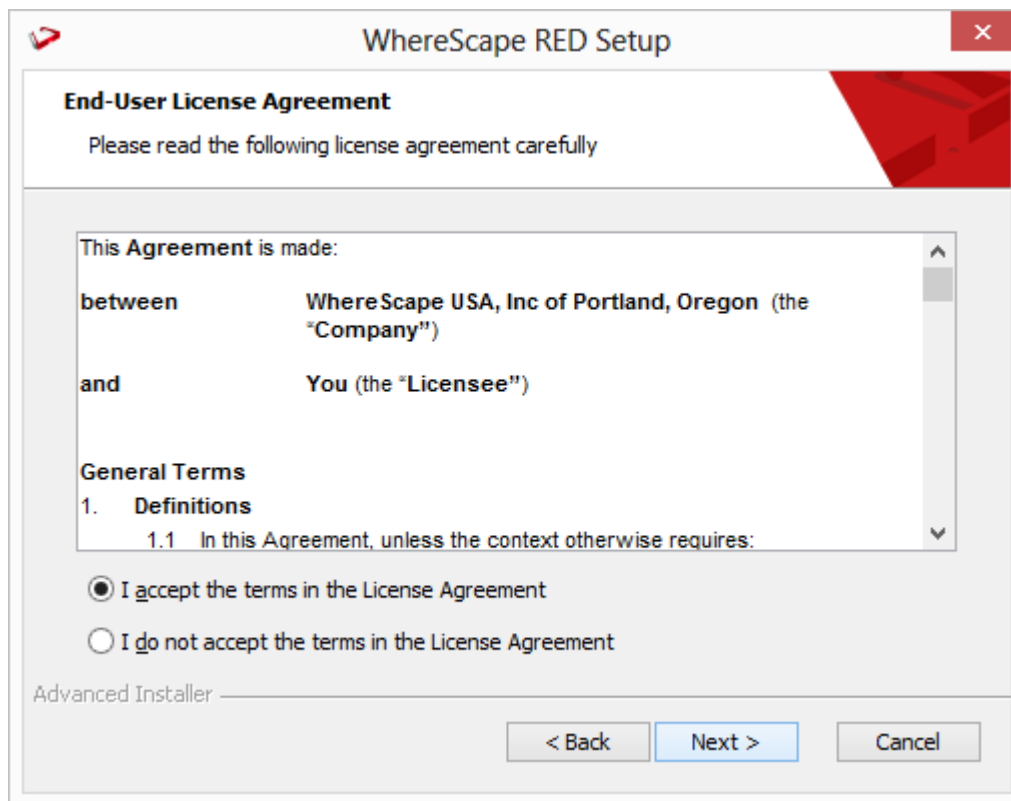 WhereScape RED Setup
End-User License Agreement
Please read the following license agreement carefully
This Agreement is made:
between WhereScape USA, Inc of Portland, Oregon (the
“Company”)
and You (the “Licensee”)
General Terms
1. Definitions
1.1 In this Agreement, unless the context otherwise requires:
I accept the terms in the License Agreement
I do not accept the terms in the License Agreement
Advanced Installer
< Back Next > Cancel